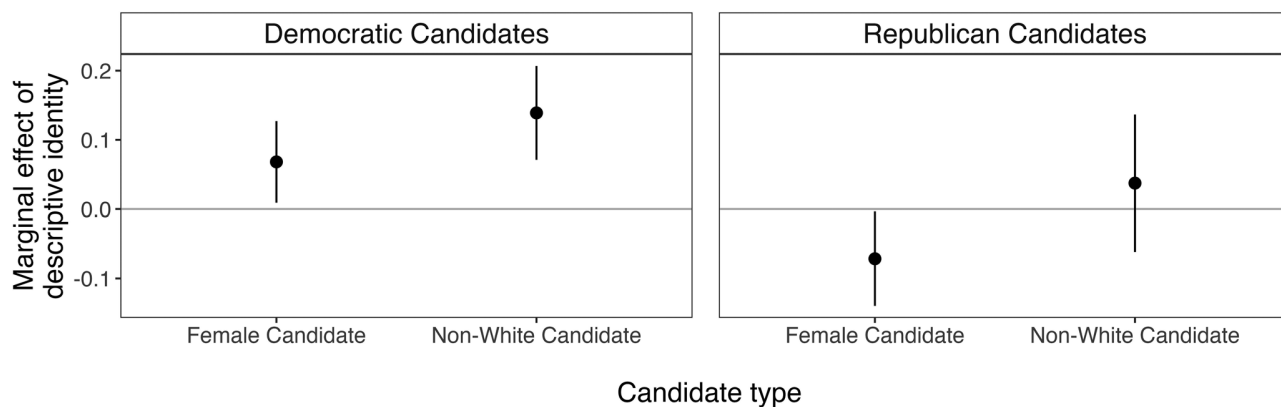 Democratic Candidates
Republican Candidates
Marginal effect of
descriptive identity
0.2
0.1
0.0
-0.1
Female Candidate
Non-White Candidate
Female Candidate
Non-White Candidate
Candidate type